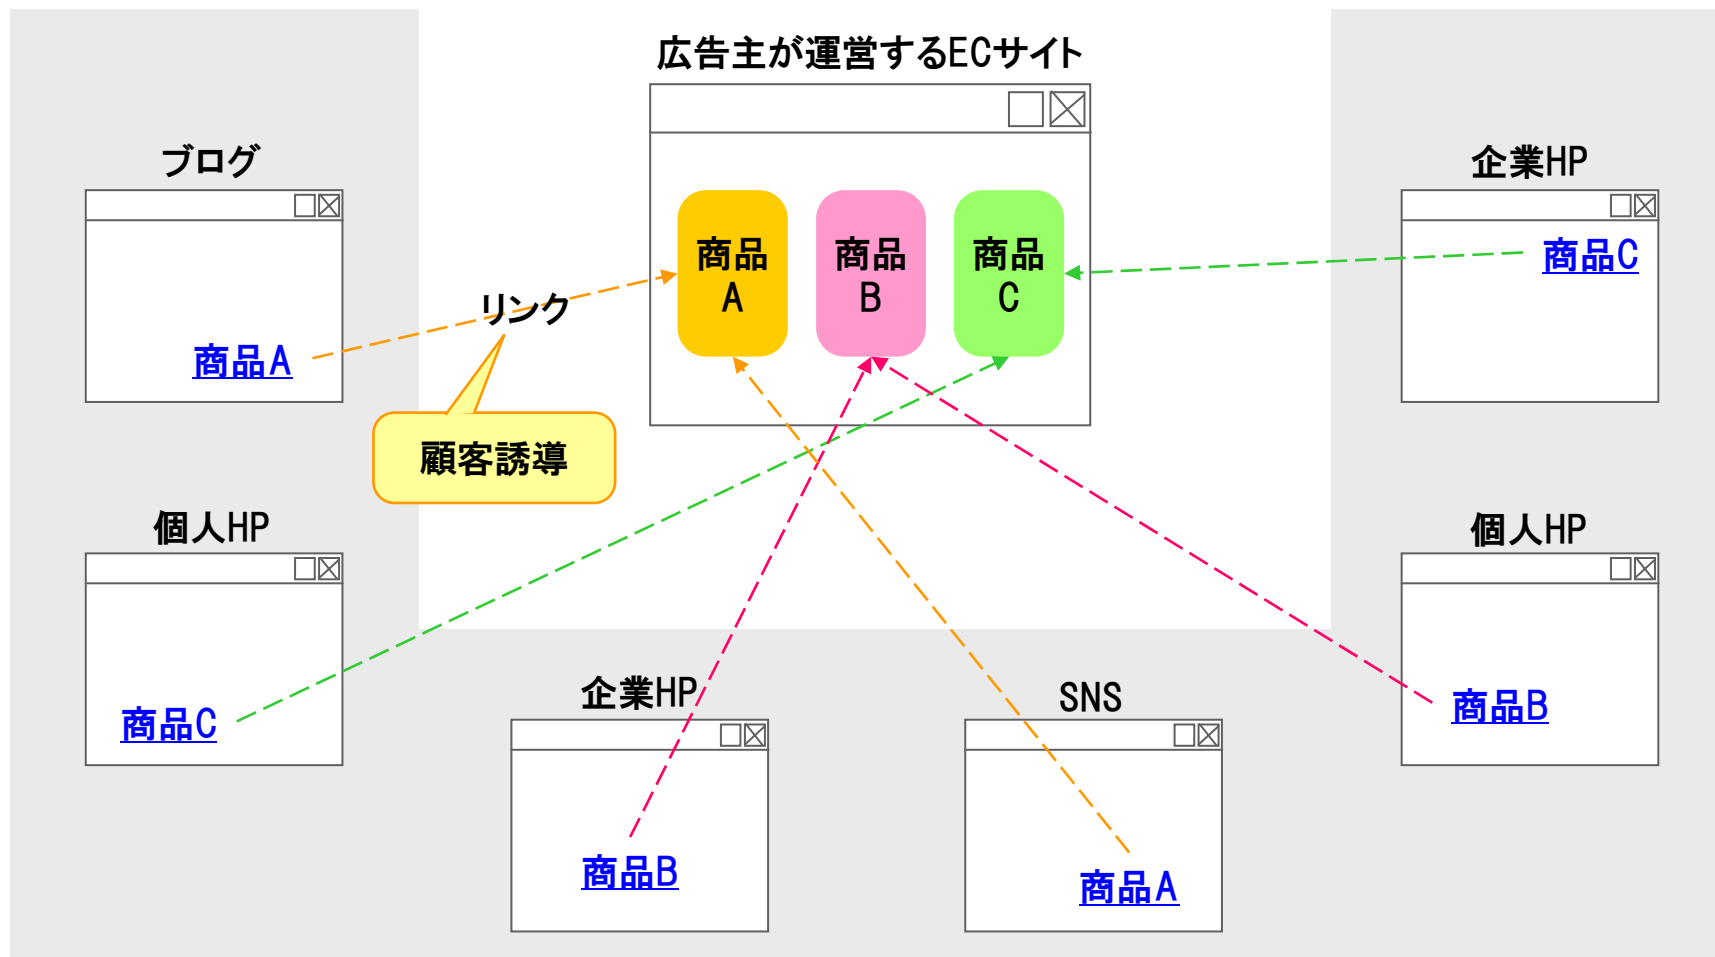 広告主が運営するECサイト
商品
A
商品
B
商品
C
ブログ
商品A
リンク
顧客誘導
企業HP
商品C
個人HP
商品C
企業HP
商品B
SNS
商品A
個人HP
商品B